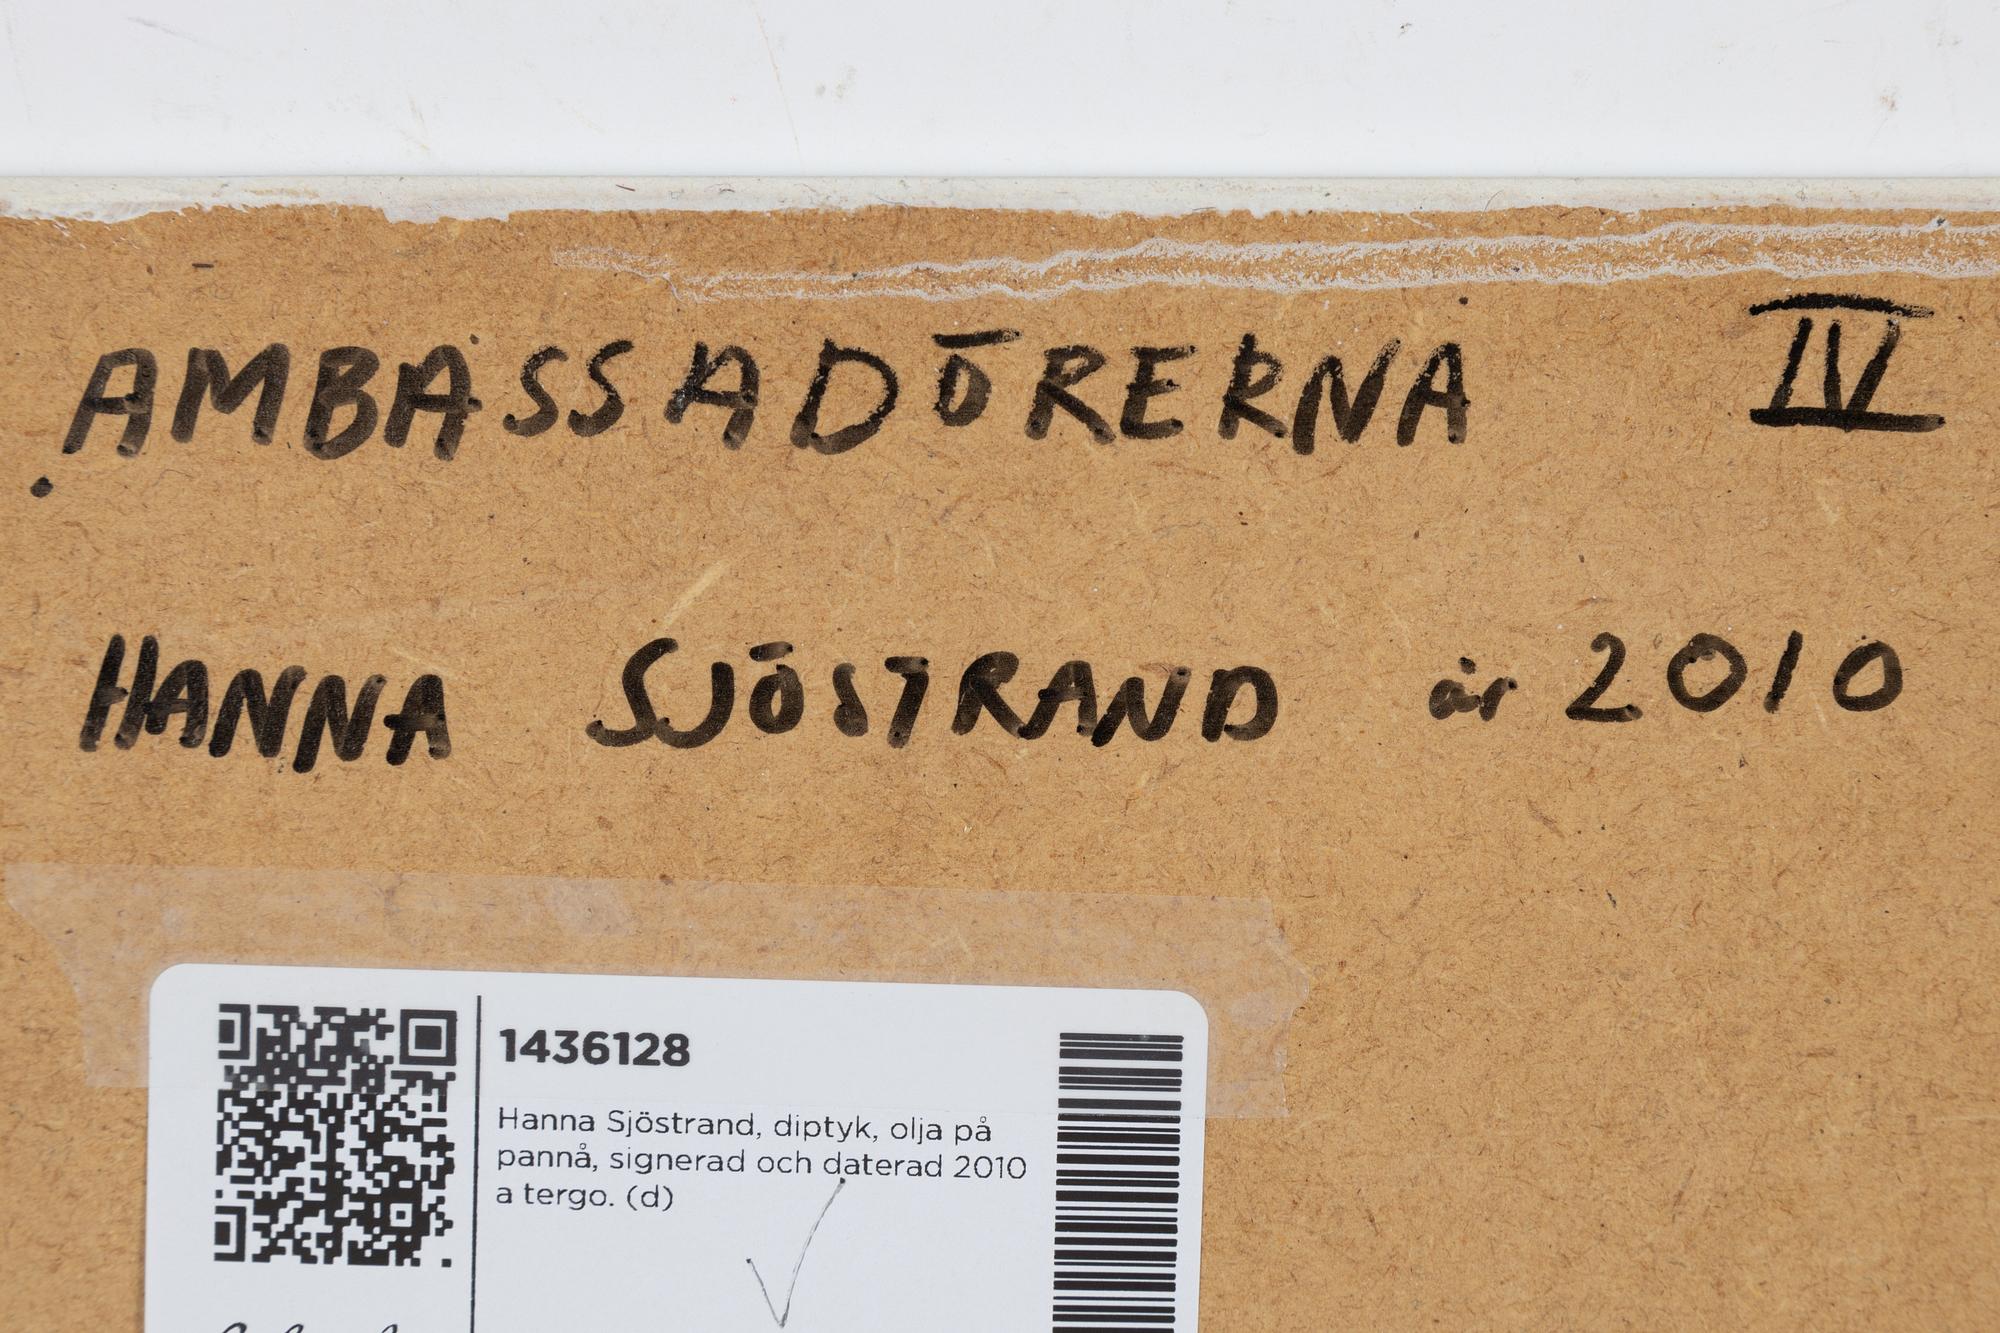 AMBASSADÖRERNA IV
HANNA SJÖSTRAND år 2010
1436128
Hanna Sjöstrand, diptyk, olja på
pannå, signerad och daterad 2010
a tergo. (d)